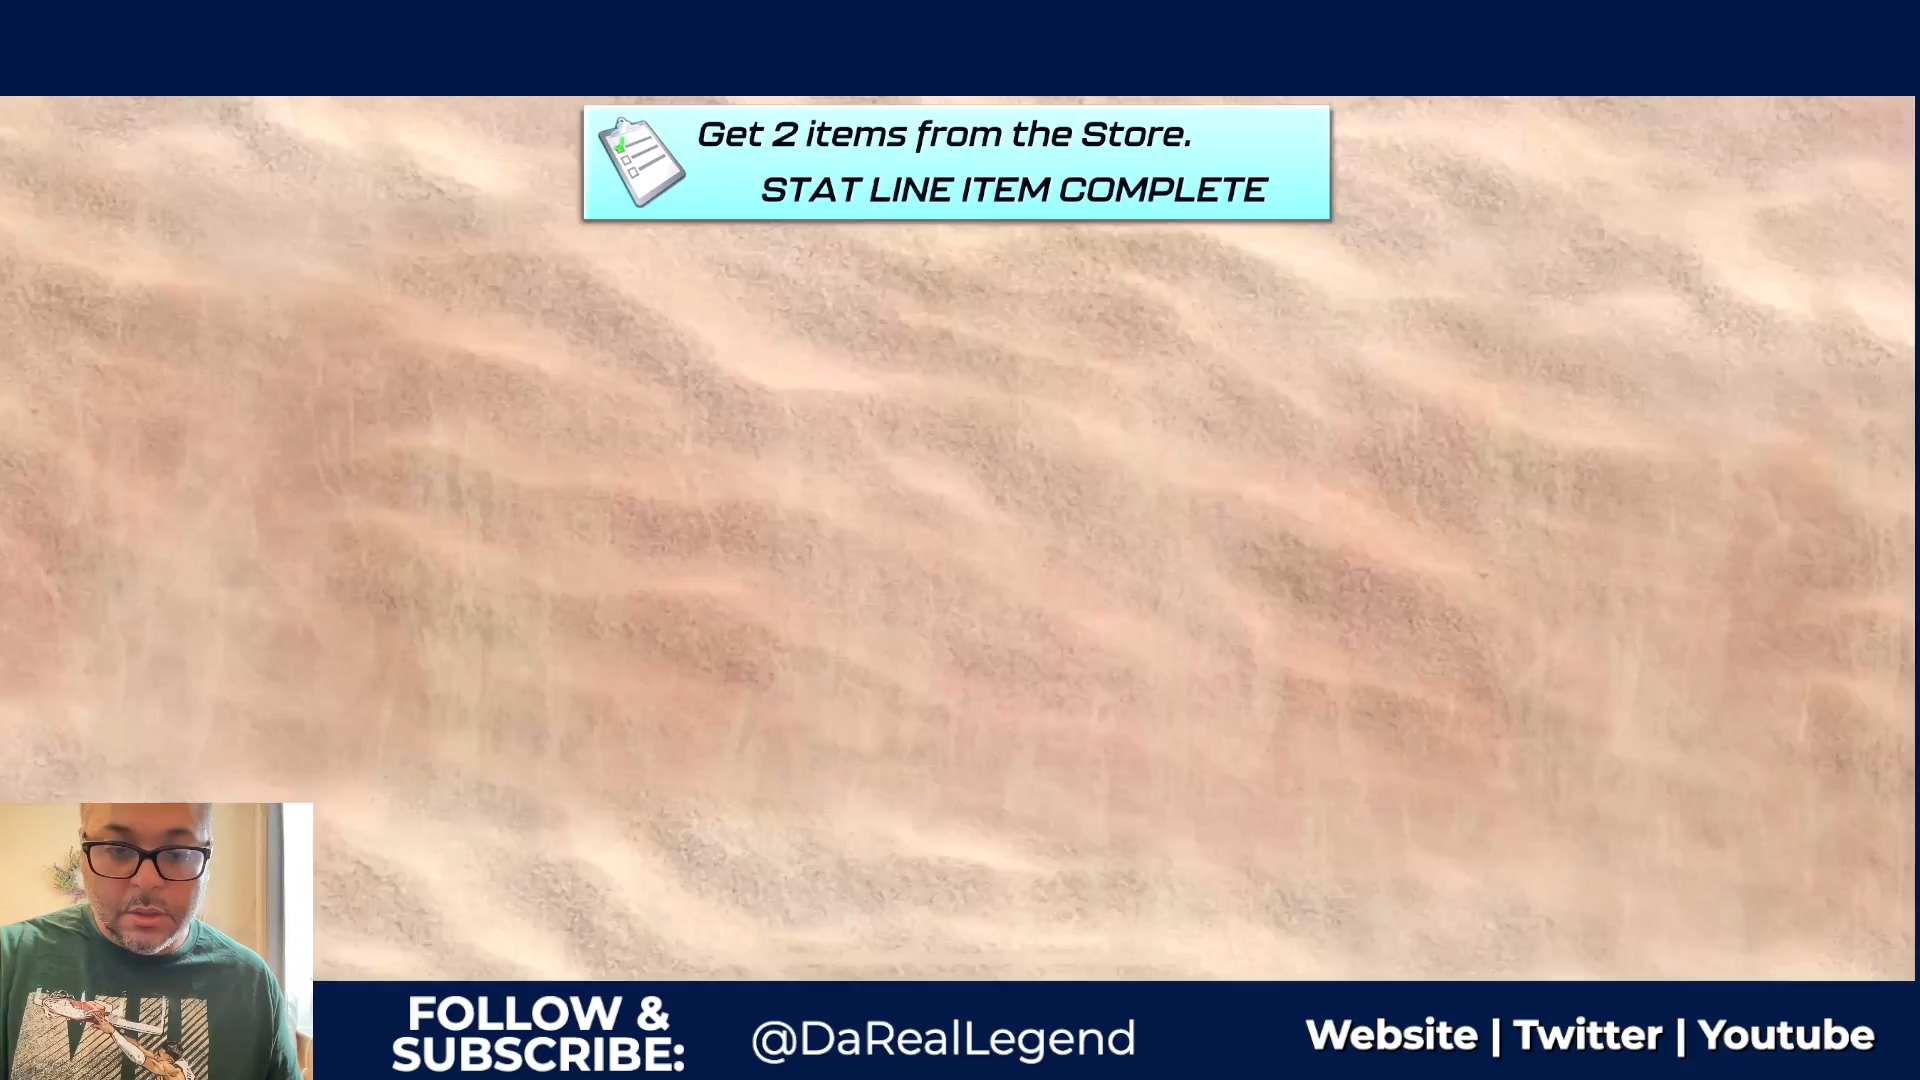 Get 2 items from the Store.
STAT LINE ITEM COMPLETE
FOLLOW &
SUBSCRIBE:
@DaRealLegend
Website | Twitter | Youtube